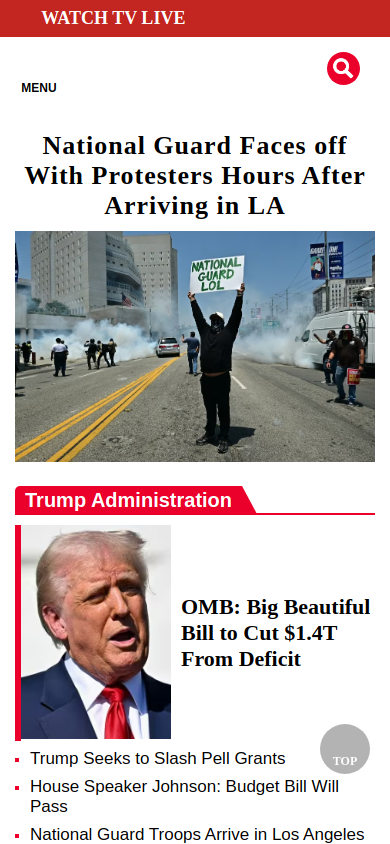 WATCH TV LIVE
MENU
National Guard Faces off
With Protesters Hours After
Arriving in LA
NATIONAL
GUARD
LOL
Trump Administration
OMB: Big Beautiful
Bill to Cut $1.4T
From Deficit
TOP
Trump Seeks to Slash Pell Grants
House Speaker Johnson: Budget Bill Will
Pass
National Guard Troops Arrive in Los Angeles